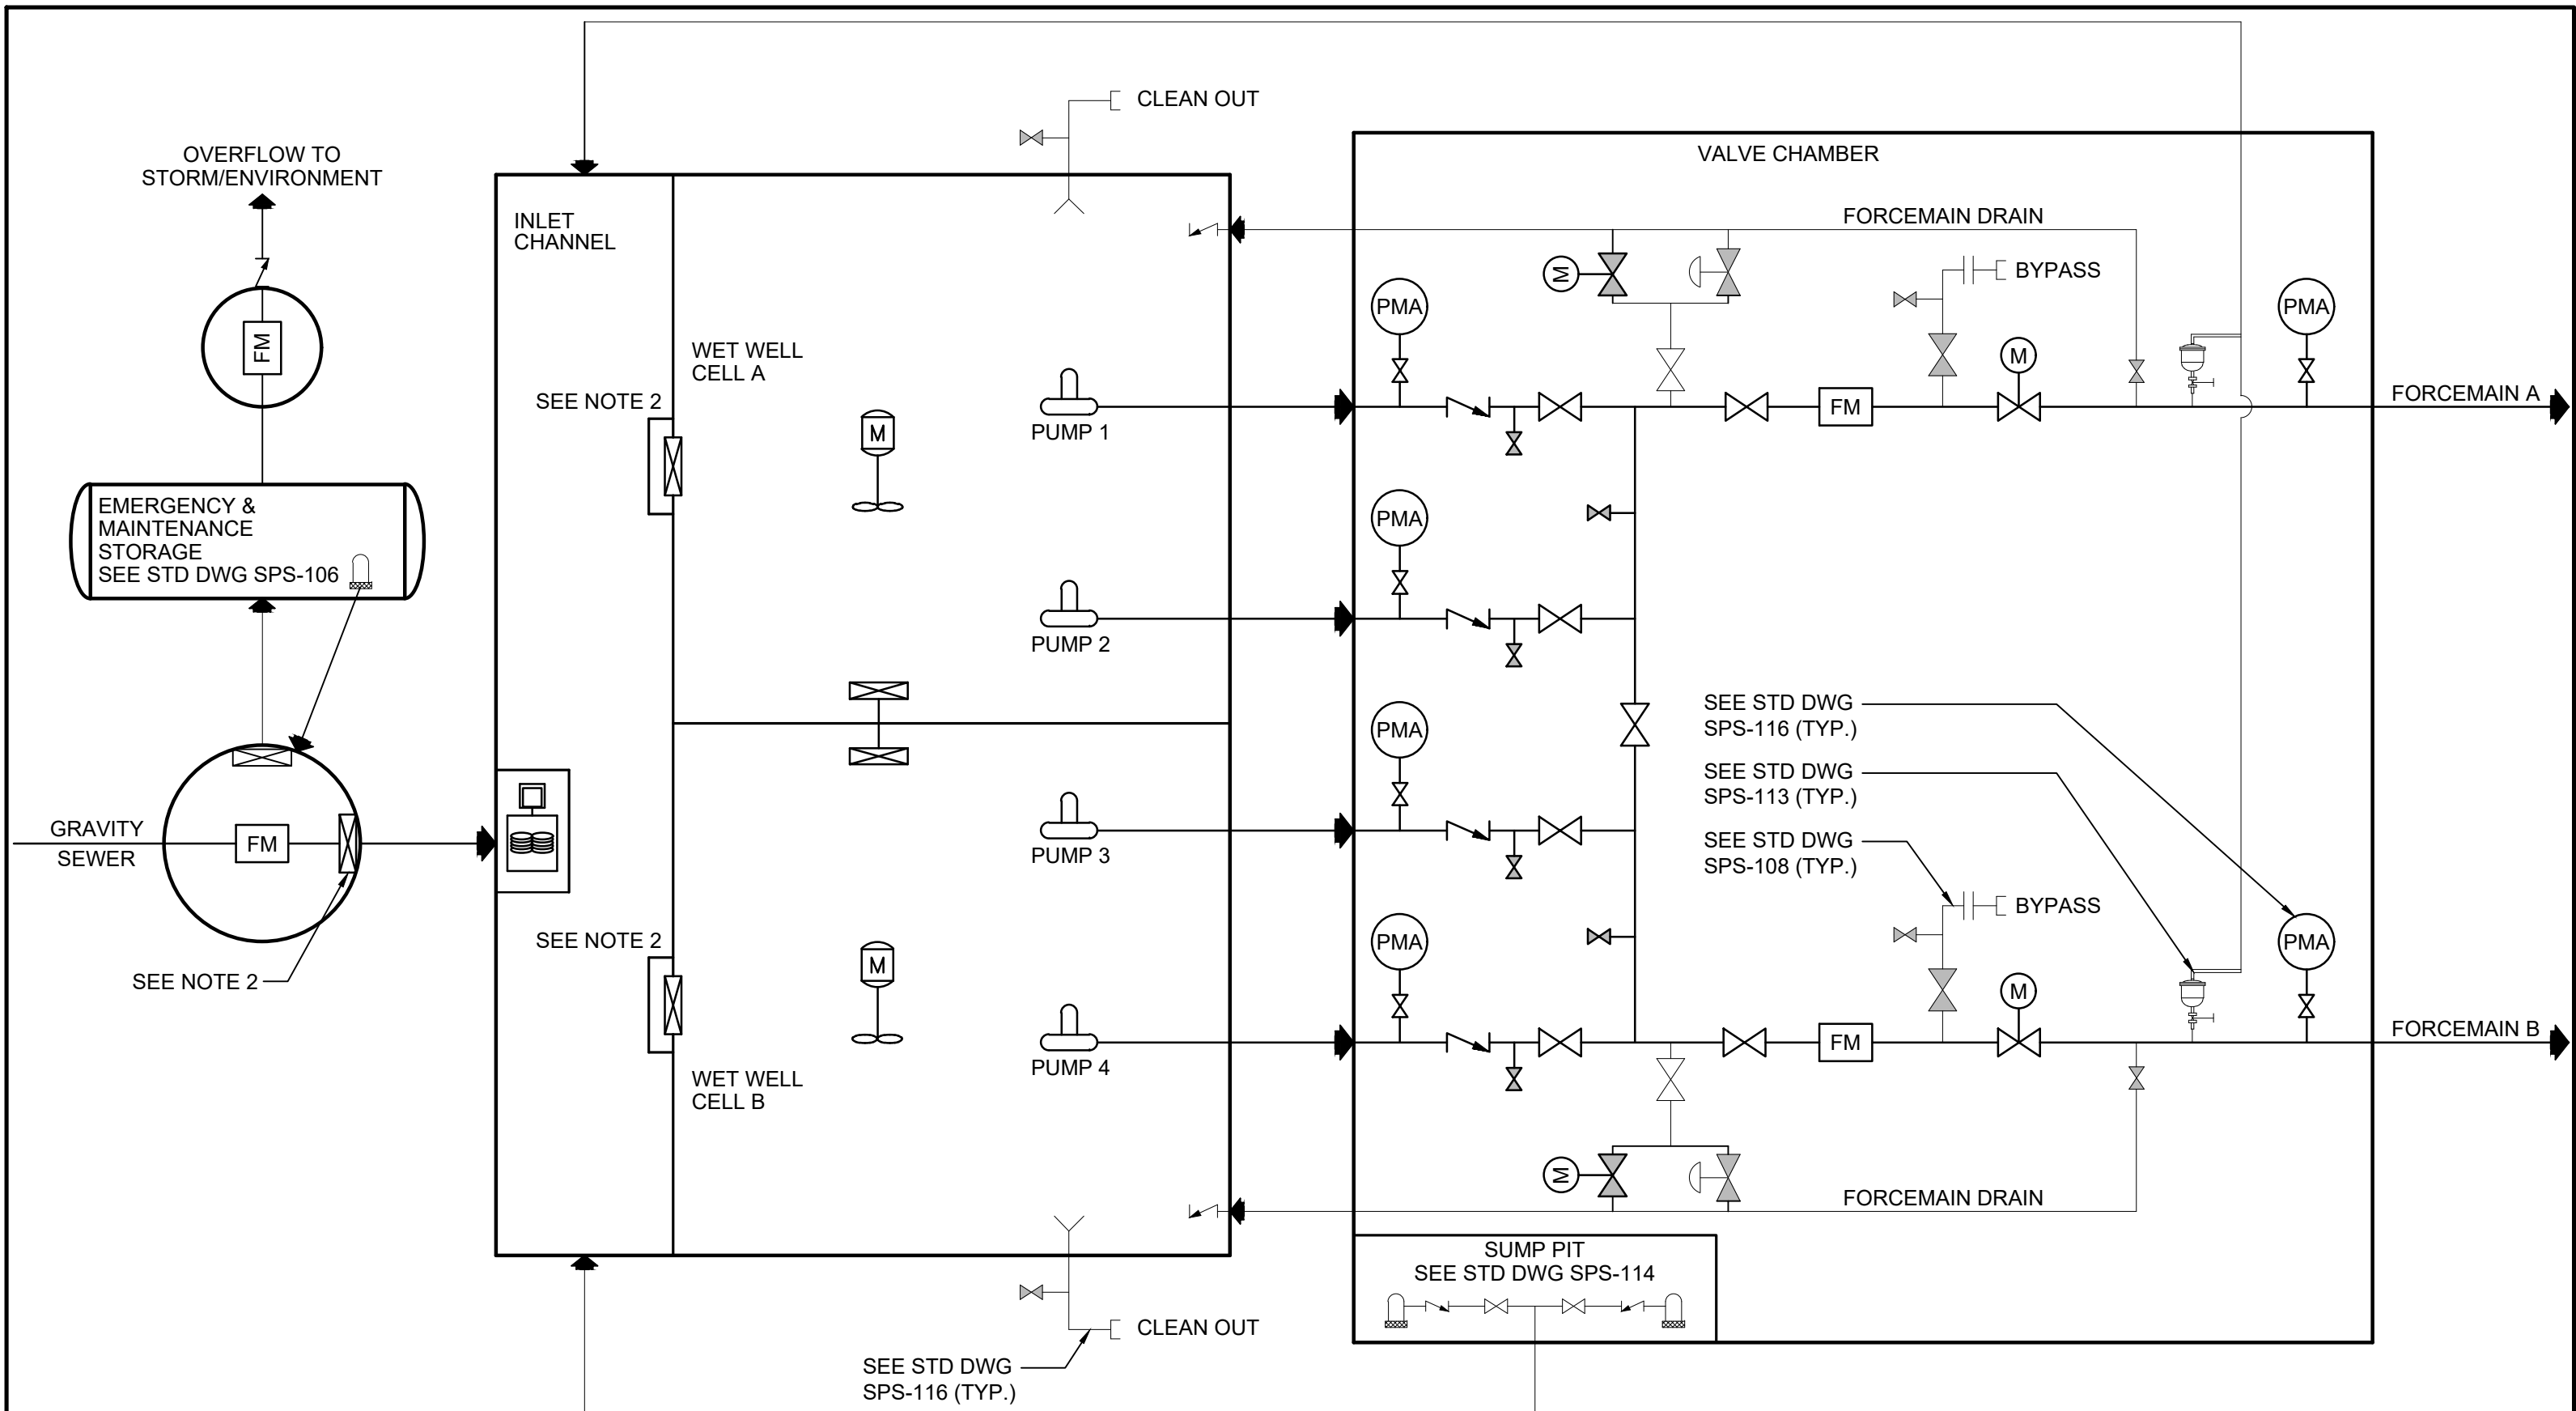 CLEAN OUT
OVERFLOW TO
STORM/ENVIRONMENT
VALVE CHAMBER
INLET
CHANNEL
FORCEMAIN DRAIN
M
BYPASS
PMA
PMA
FM
WET WELL
CELL A
M
SEE NOTE 2
FORCEMAIN A
M
PUMP 1
FM
EMERGENCY &
MAINTENANCE
STORAGE
SEE STD DWG SPS-106
PMA
PUMP 2
SEE STD DWG
SPS-116 (TYP.)
PMA
SEE STD DWG
SPS-113 (TYP.)
GRAVITY
SEWER
FM
PUMP 3
SEE STD DWG
SPS-108 (TYP.)
BYPASS
SEE NOTE 2
PMA
PMA
M
SEE NOTE 2
M
FORCEMAIN B
FM
PUMP 4
WET WELL
CELL B
M
FORCEMAIN DRAIN
SUMP PIT
SEE STD DWG SPS-114
CLEAN OUT
SEE STD DWG
SPS-116 (TYP.)